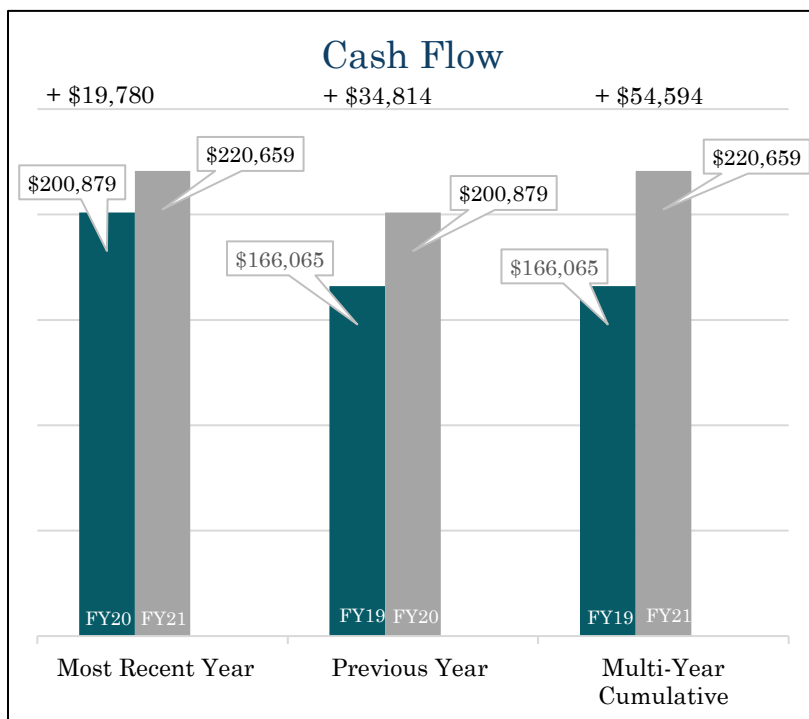 Cash Flow
+ $19,780
+ $34,814
+ $54,594
$200,879
$220,659
$166,065
$200,879
$166,065
$220,659
FY20
FY21
FY19
FY20
FY19
FY21
Most Recent Year
Previous Year
Multi-Year
Cumulative